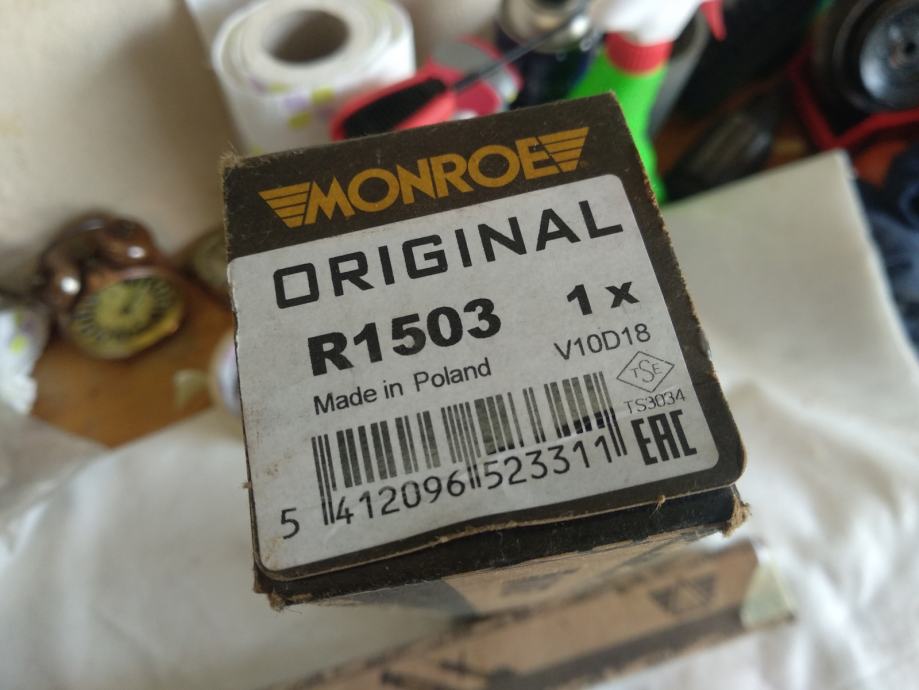 MONROE
ORIGINAL
R1503 1 x
Made in Poland V10D18
TSE
TS3034
EAC
5 412096 523311